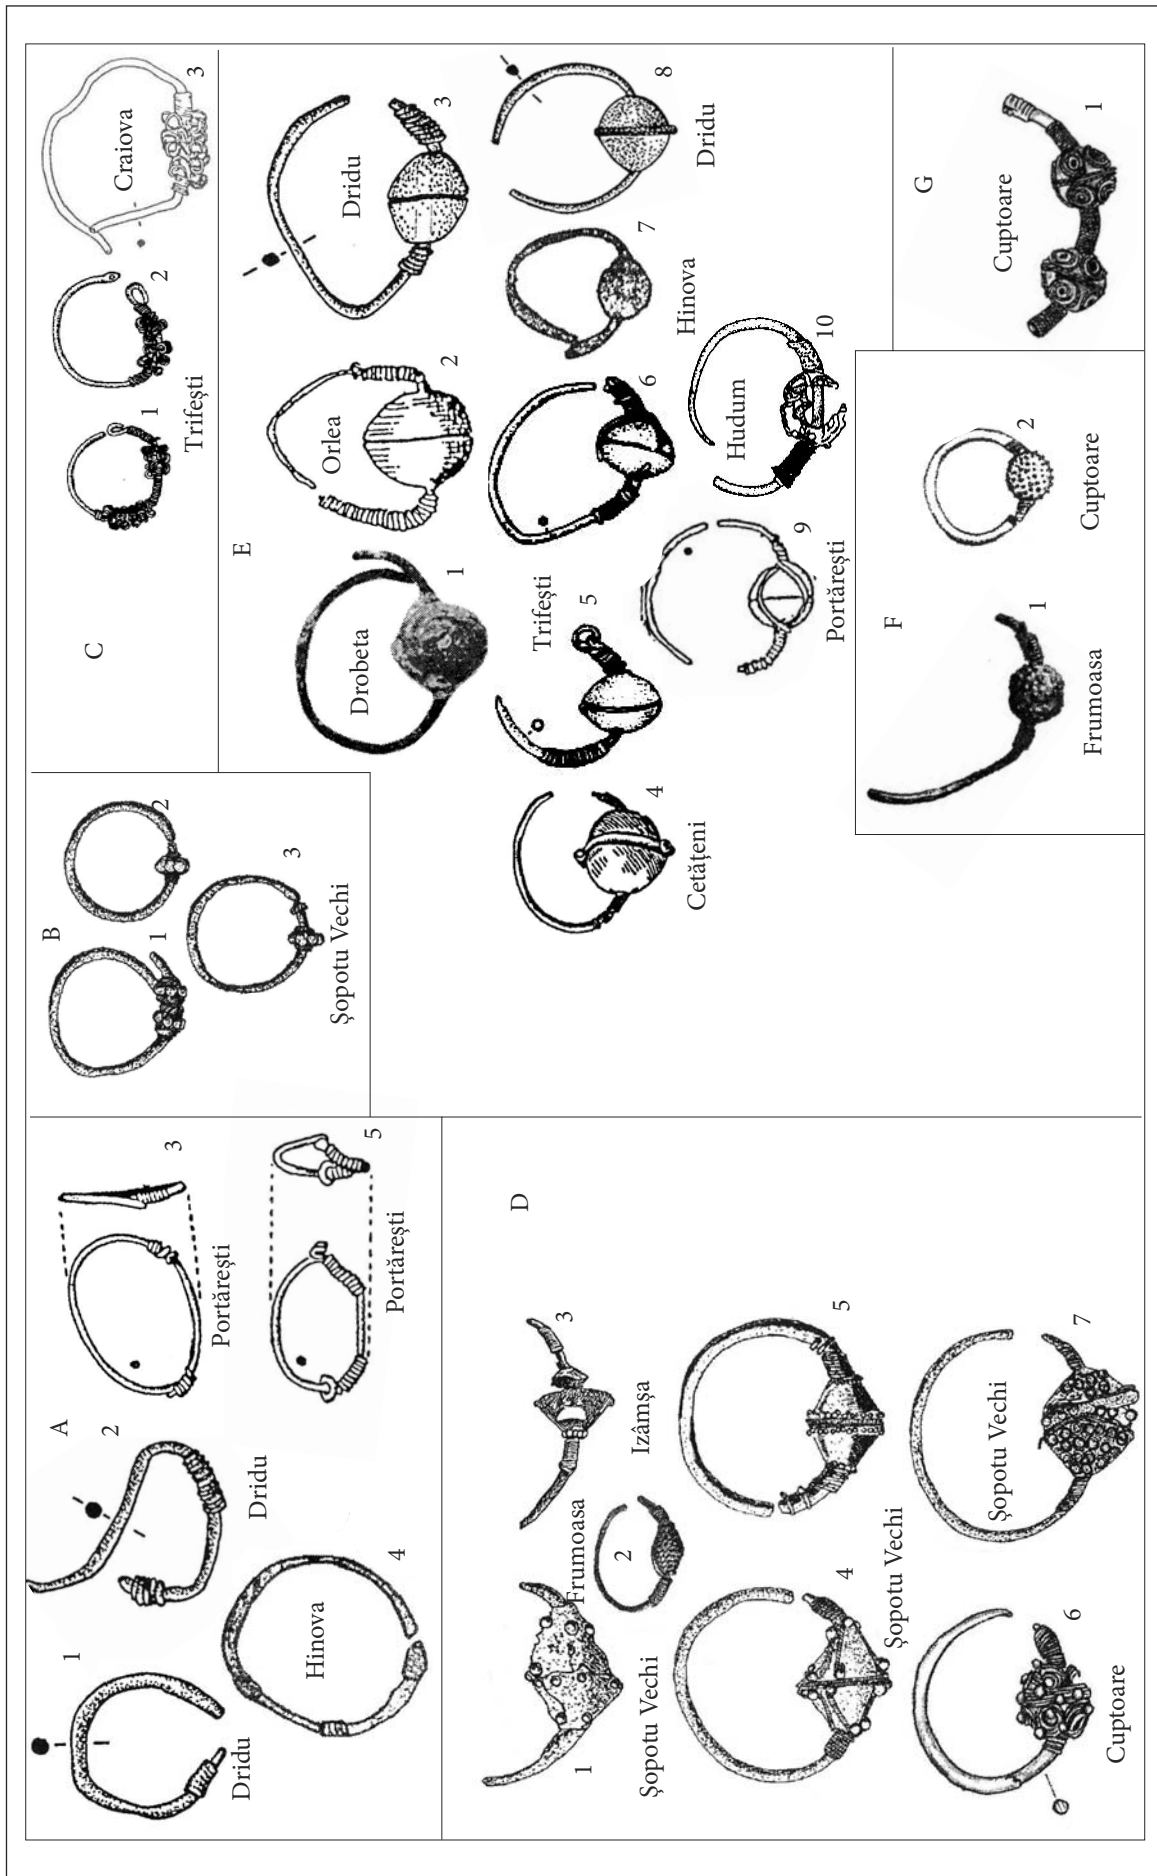 A
1
Dridu
2
Dridu
3
Portărești
4
Hinova
5
Portărești
B
1
2
3
Șopotu Vechi
C
1
2
Trifești
3
Craiova
D
1
Șopotu Vechi
2
Frumoasa
3
Izâmșa
4
5
Șopotu Vechi
6
Cuptoare
7
Șopotu Vechi
E
1
Drobeta
2
Orlea
3
Dridu
4
Cetățeni
5
Trifești
6
7
Hinova
8
Dridu
9
Portărești
10
Hudum
F
1
Frumoasa
2
Cuptoare
G
1
Cuptoare